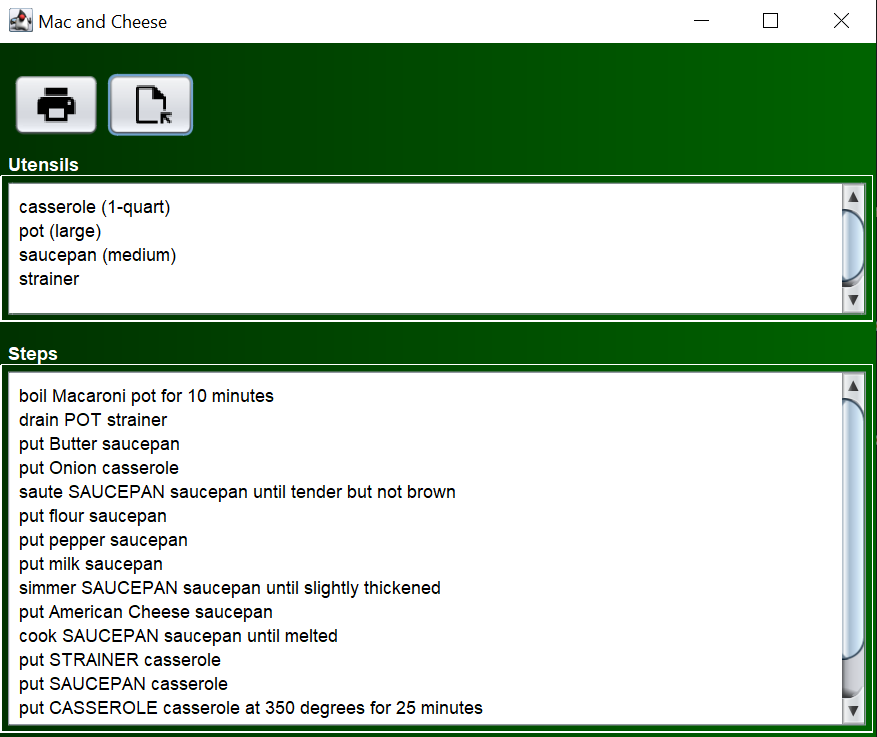 Mac and Cheese
Utensils
casserole (1-quart)
pot (large)
saucepan (medium)
strainer
Steps
boil Macaroni pot for 10 minutes
drain POT strainer
put Butter saucepan
put Onion casserole
saute SAUCEPAN saucepan until tender but not brown
put flour saucepan
put pepper saucepan
put milk saucepan
simmer SAUCEPAN saucepan until slightly thickened
put American Cheese saucepan
cook SAUCEPAN saucepan until melted
put STRAINER casserole
put SAUCEPAN casserole
put CASSEROLE casserole at 350 degrees for 25 minutes